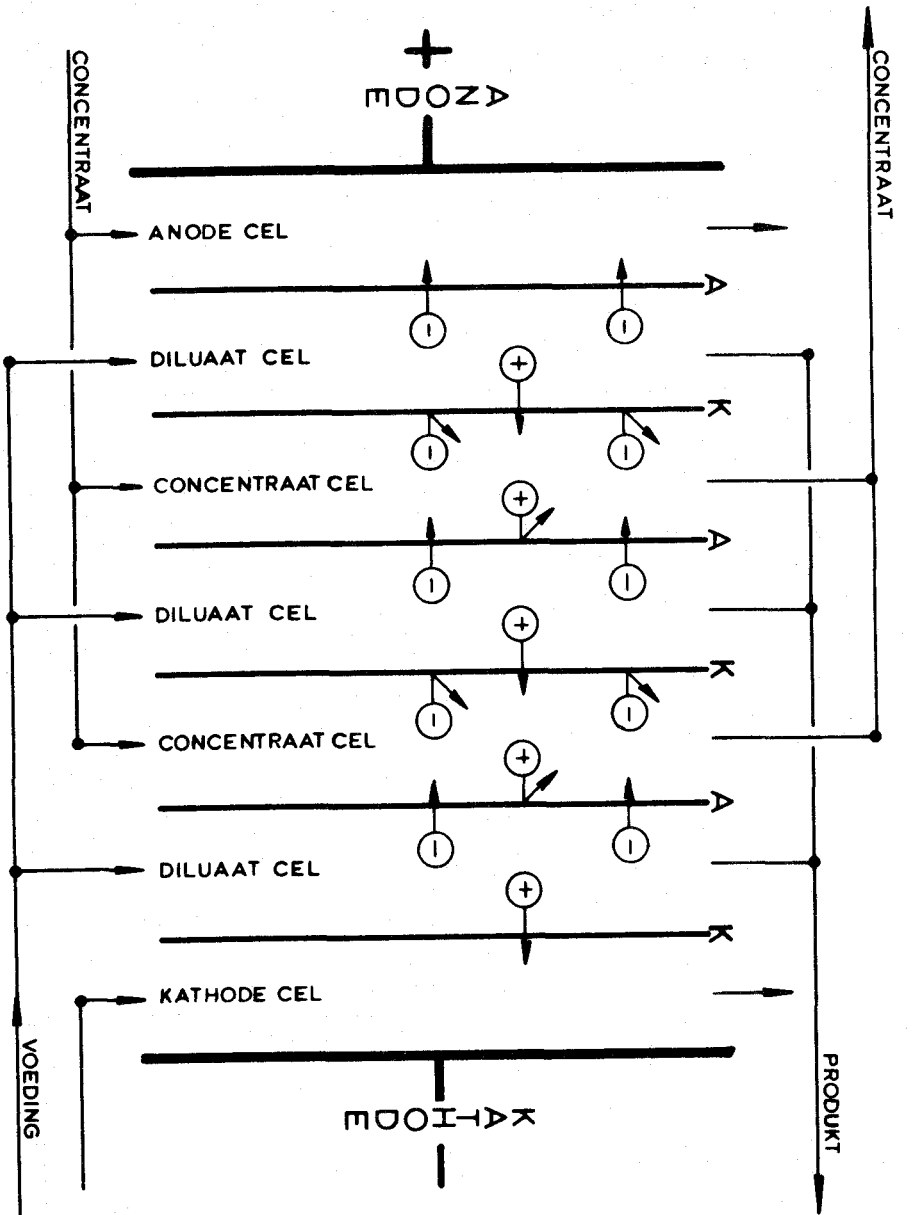 +
ANODE
CONCENTRAAT
CONCENTRAAT
ANODE CEL
A
− −
DILUAAT CEL
+
K
− −
CONCENTRAAT CEL
+
A
− −
DILUAAT CEL
+
K
− −
CONCENTRAAT CEL
+
A
− −
DILUAAT CEL
+
K
KATHODE CEL
VOEDING
PRODUKT
KATHODE
−